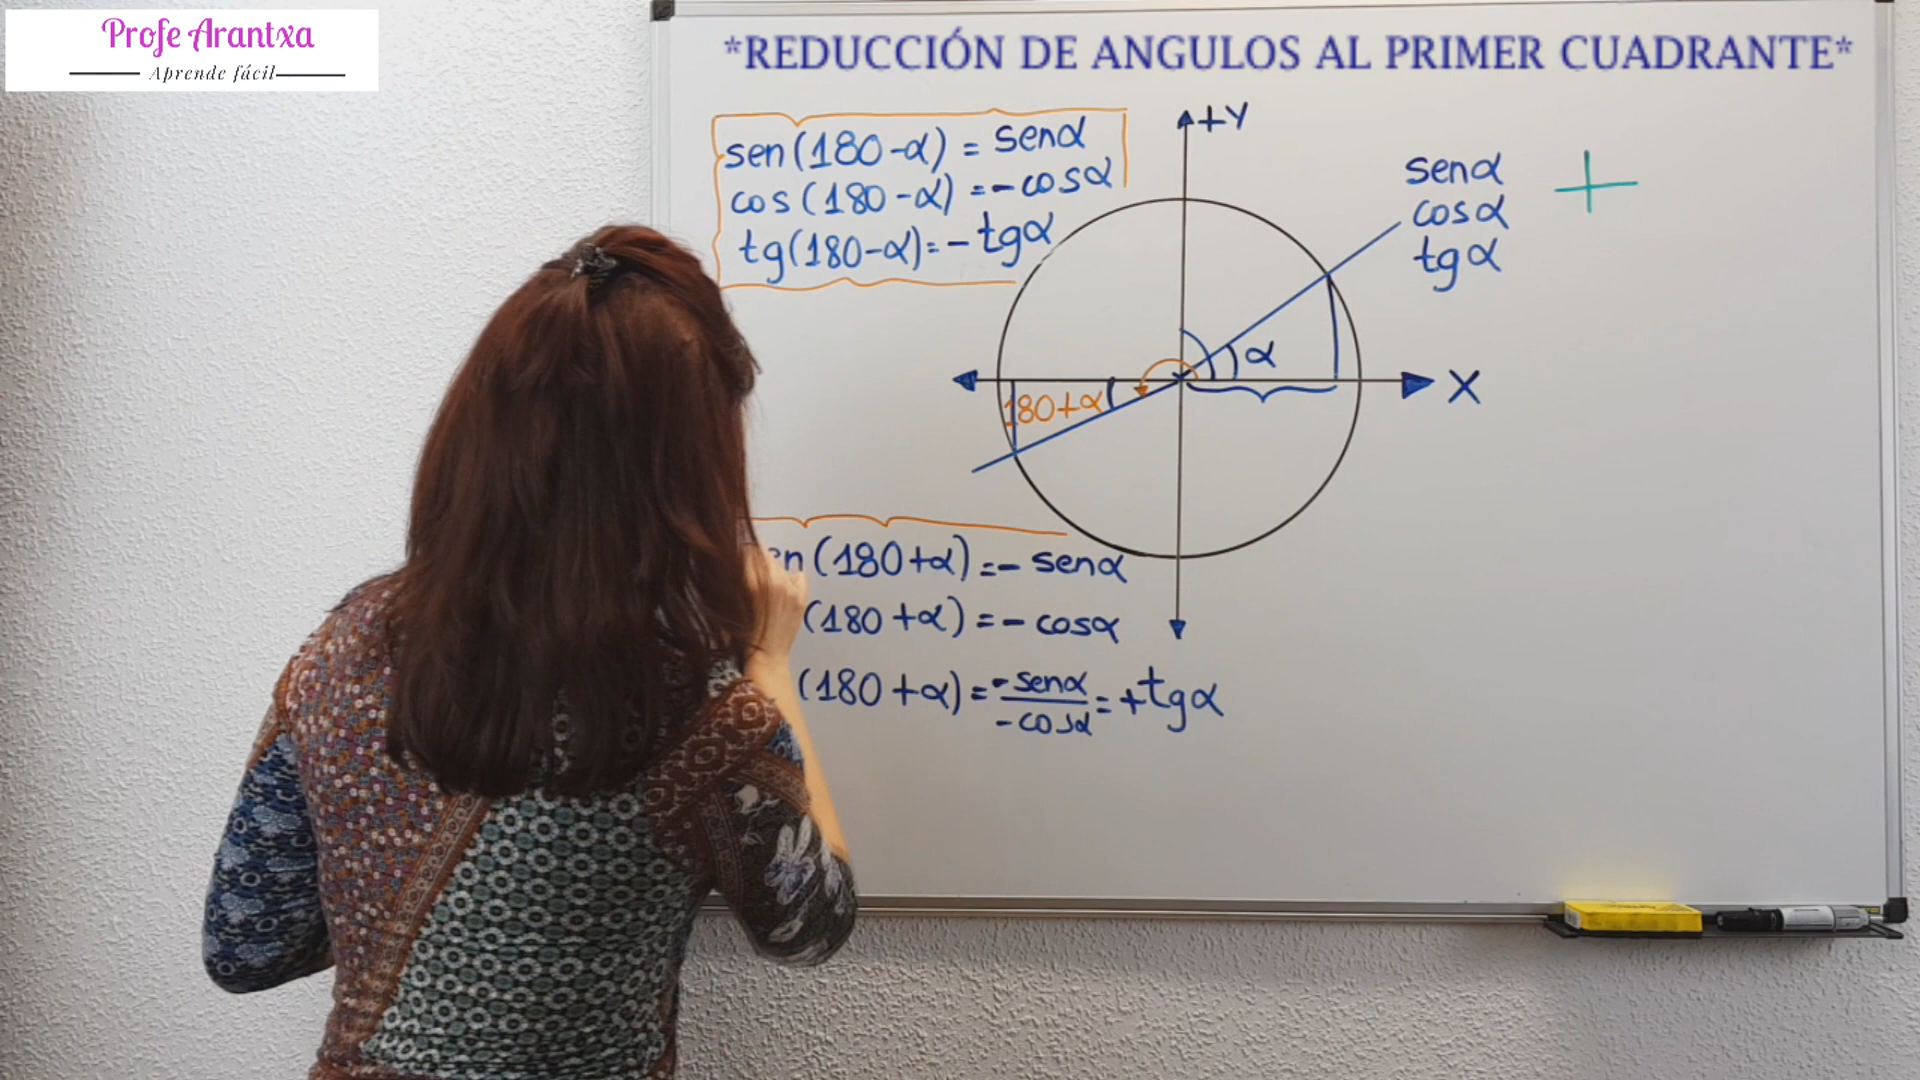 Profe Arantxa
Aprende fácil
*REDUCCIÓN DE ANGULOS AL PRIMER CUADRANTE*
sen(180-α) = senα
cos(180-α) =-cosα
tg(180-α)=-tgα
+Y
senα
cosα
tgα
α
X
180+α
en(180+α)=- senα
(180+α)=- cosα
(180+α)=-senα/-cosα=+tgα